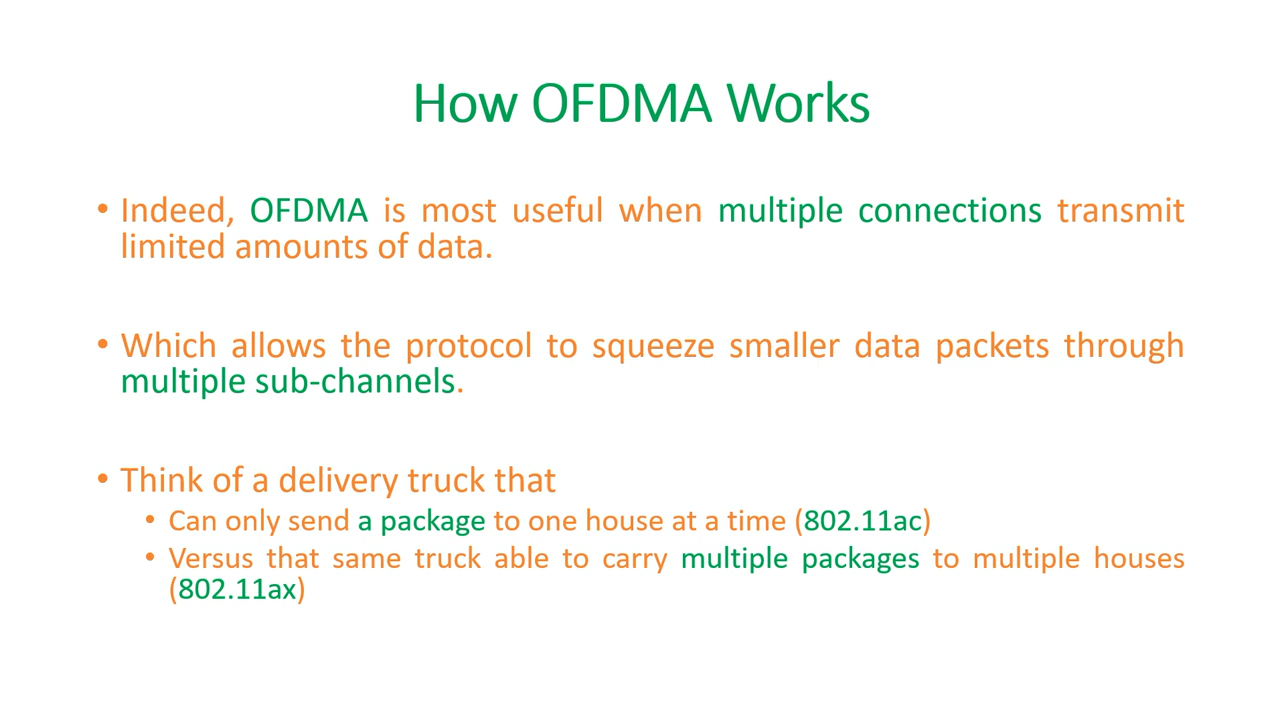 How OFDMA Works
• Indeed, OFDMA is most useful when multiple connections transmit
limited amounts of data.
• Which allows the protocol to squeeze smaller data packets through
multiple sub-channels.
• Think of a delivery truck that
• Can only send a package to one house at a time (802.11ac)
• Versus that same truck able to carry multiple packages to multiple houses
(802.11ax)